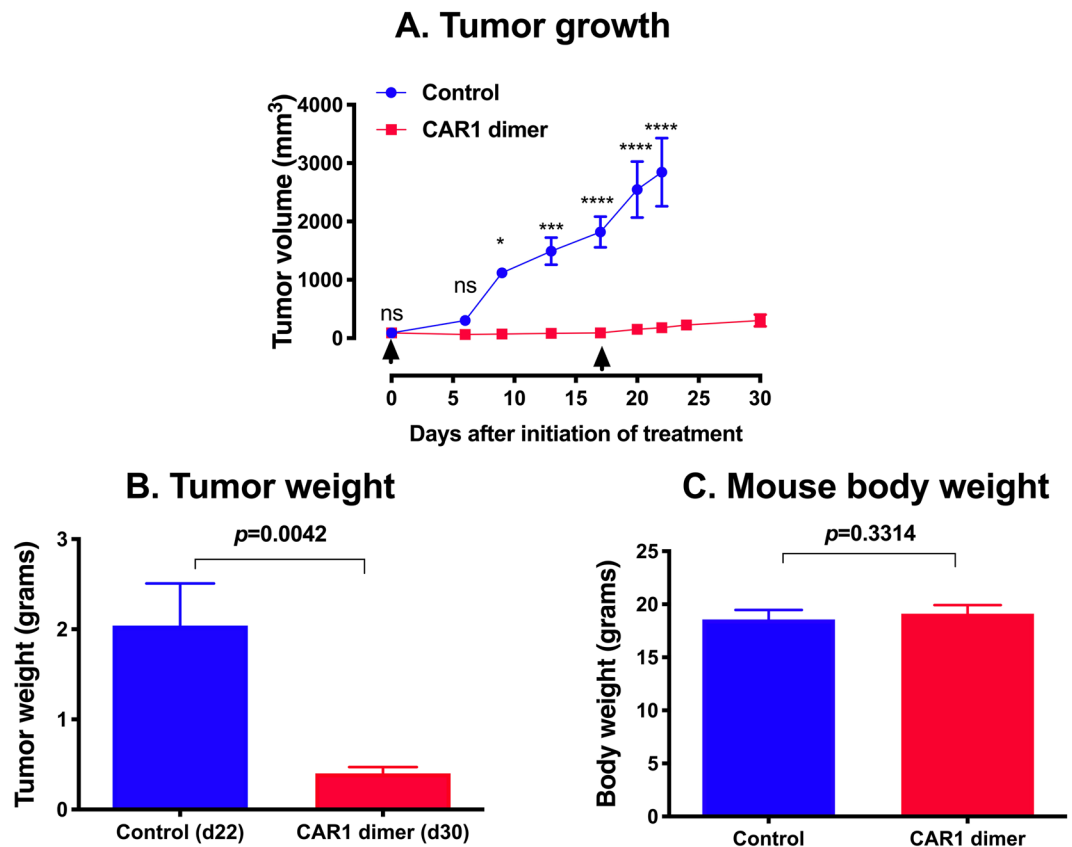 A. Tumor growth
Control
CAR1 dimer
Tumor volume (mm³)
4000
3000
2000
1000
0
ns
ns
*
***
****
****
****
0 5 10 15 20 25 30
Days after initiation of treatment
B. Tumor weight
p=0.0042
Tumor weight (grams)
3
2
1
0
Control (d22) CAR1 dimer (d30)
C. Mouse body weight
p=0.3314
Body weight (grams)
25
20
15
10
5
0
Control CAR1 dimer